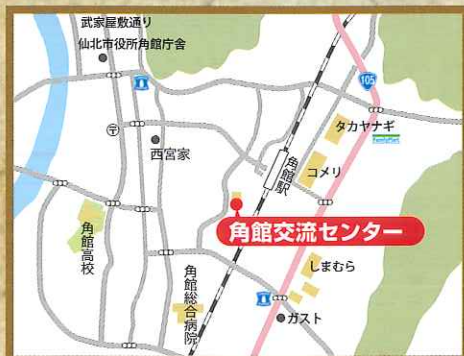 武家屋敷通り
仙北市役所角館庁舎
105
タカヤナギ
FamilyMart
〒
西宮家
角館駅
コメリ
角館交流センター
角館高校
角館総合病院
しまむら
ガスト